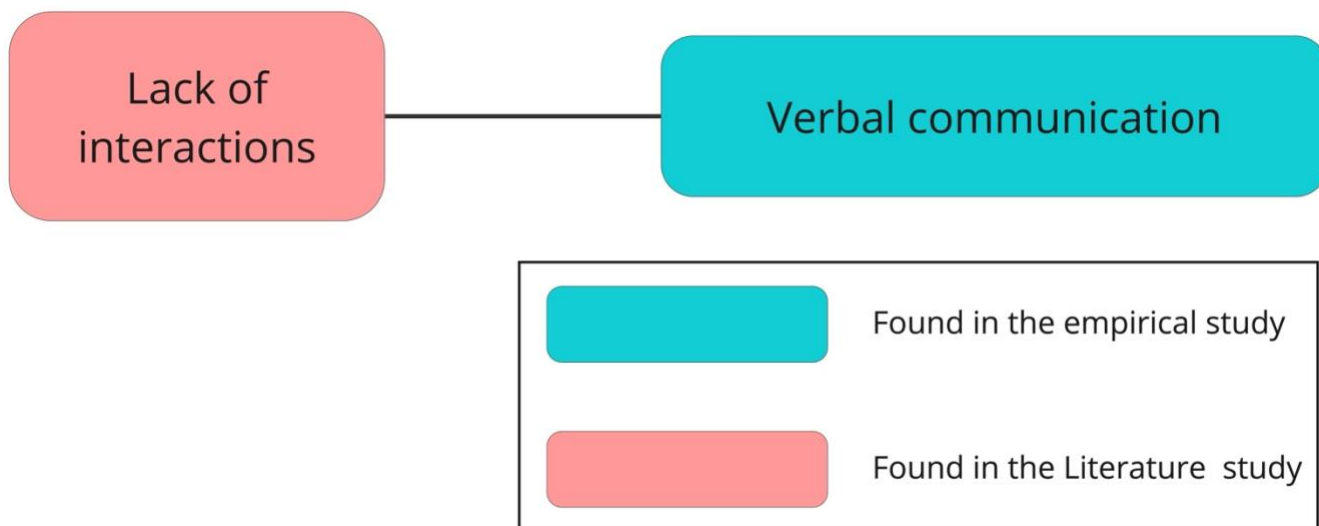 Lack of
interactions
Verbal communication
Found in the empirical study
Found in the Literature study